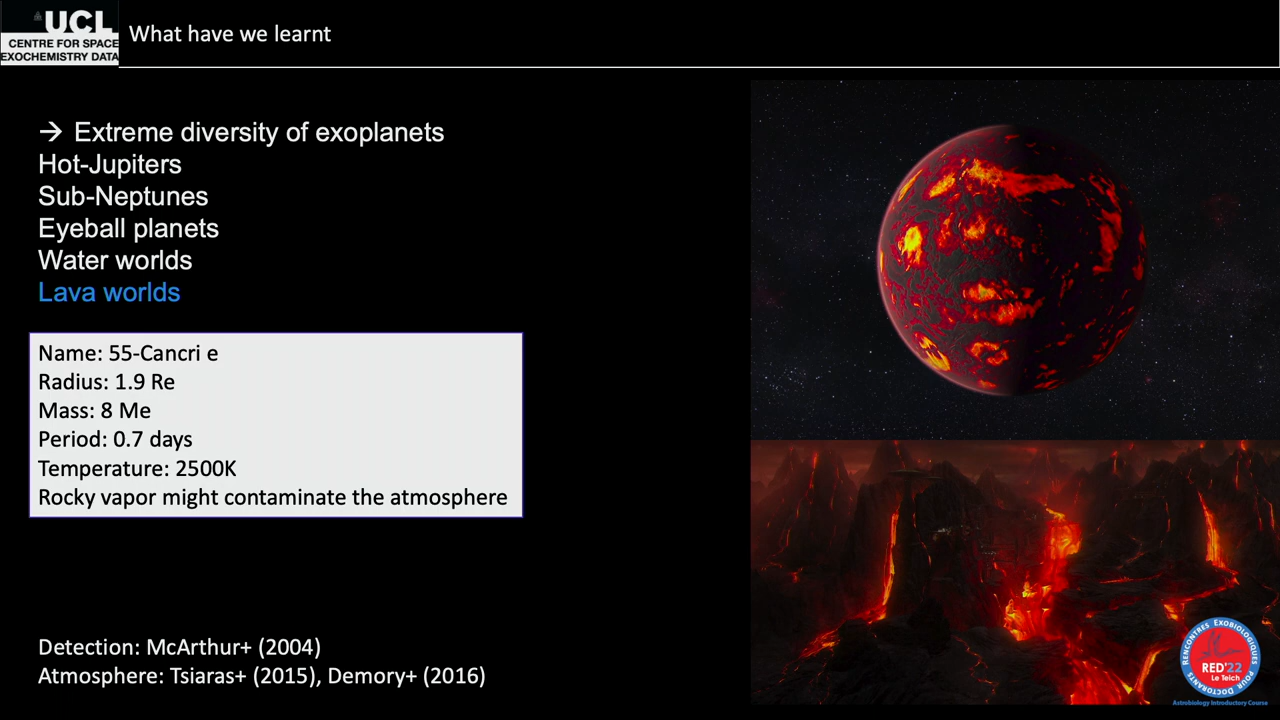 UCL
CENTRE FOR SPACE
EXOCHEMISTRY DATA
What have we learnt
→ Extreme diversity of exoplanets
Hot-Jupiters
Sub-Neptunes
Eyeball planets
Water worlds
Lava worlds
Name: 55-Cancri e
Radius: 1.9 Re
Mass: 8 Me
Period: 0.7 days
Temperature: 2500K
Rocky vapor might contaminate the atmosphere
Detection: McArthur+ (2004)
Atmosphere: Tsiaras+ (2015), Demory+ (2016)
RENCONTRES EXOBIOLOGIQUES
POUR DOCTORANTS
RED'22
Le Teich
Astrobiology Introductory Course